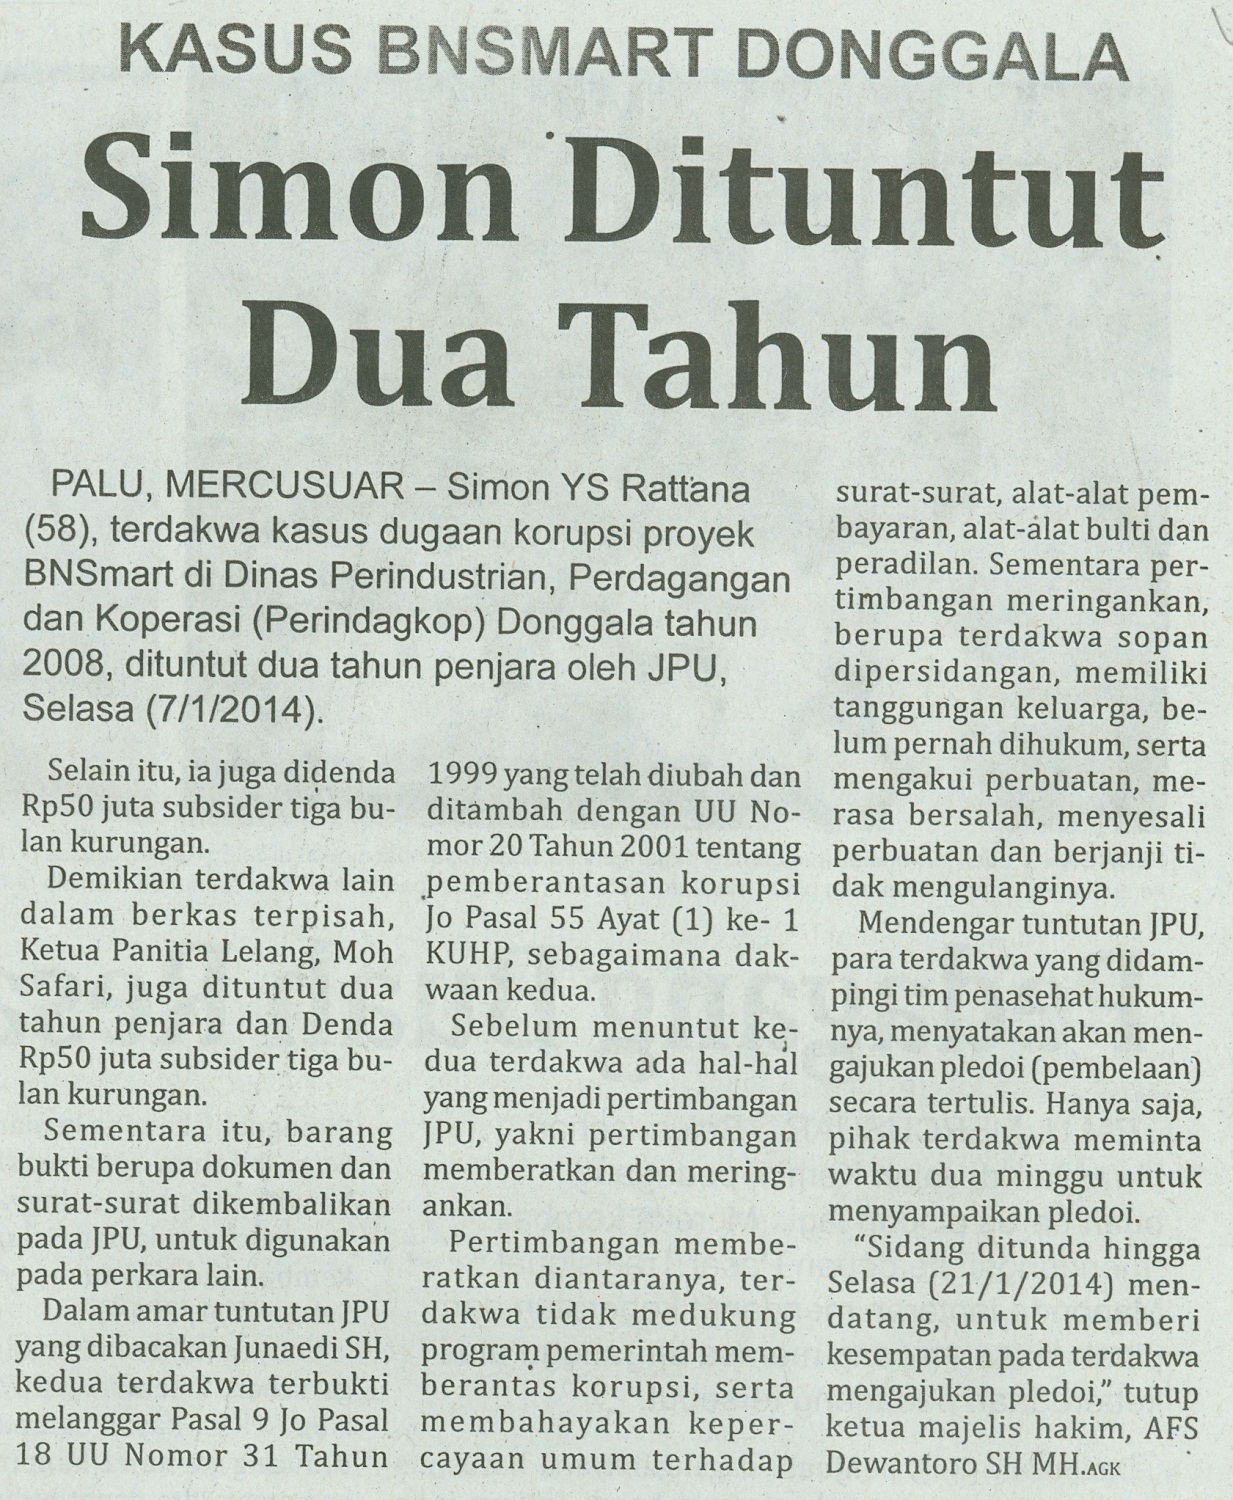 KASUS BNSMART DONGGALA
Simon Dituntut
Dua Tahun
PALU, MERCUSUAR – Simon YS Rattana
(58), terdakwa kasus dugaan korupsi proyek
BNSmart di Dinas Perindustrian, Perdagangan
dan Koperasi (Perindagkop) Donggala tahun
2008, dituntut dua tahun penjara oleh JPU,
Selasa (7/1/2014).
Selain itu, ia juga didenda
Rp50 juta subsider tiga bu-
lan kurungan.
Demikian terdakwa lain
dalam berkas terpisah,
Ketua Panitia Lelang, Moh
Safari, juga dituntut dua
tahun penjara dan Denda
Rp50 juta subsider tiga bu-
lan kurungan.
Sementara itu, barang
bukti berupa dokumen dan
surat-surat dikembalikan
pada JPU, untuk digunakan
pada perkara lain.
Dalam amar tuntutan JPU
yang dibacakan Junaedi SH,
kedua terdakwa terbukti
melanggar Pasal 9 Jo Pasal
18 UU Nomor 31 Tahun
1999 yang telah diubah dan
ditambah dengan UU No-
mor 20 Tahun 2001 tentang
pemberantasan korupsi
Jo Pasal 55 Ayat (1) ke- 1
KUHP, sebagaimana dak-
waan kedua.
Sebelum menuntut ke-
dua terdakwa ada hal-hal
yang menjadi pertimbangan
JPU, yakni pertimbangan
memberatkan dan mering-
ankan.
Pertimbangan membe-
ratkan diantaranya, ter-
dakwa tidak medukung
program pemerintah mem-
berantas korupsi, serta
membahayakan keper-
cayaan umum terhadap
surat-surat, alat-alat pem-
bayaran, alat-alat bulti dan
peradilan. Sementara per-
timbangan meringankan,
berupa terdakwa sopan
dipersidangan, memiliki
tanggungan keluarga, be-
lum pernah dihukum, serta
mengakui perbuatan, me-
rasa bersalah, menyesali
perbuatan dan berjanji ti-
dak mengulanginya.
Mendengar tuntutan JPU,
para terdakwa yang didam-
pingi tim penasehat hukum-
nya, menyatakan akan men-
gajukan pledoi (pembelaan)
secara tertulis. Hanya saja,
pihak terdakwa meminta
waktu dua minggu untuk
menyampaikan pledoi.
“Sidang ditunda hingga
Selasa (21/1/2014) men-
datang, untuk memberi
kesempatan pada terdakwa
mengajukan pledoi,” tutup
ketua majelis hakim, AFS
Dewantoro SH MH.AGK